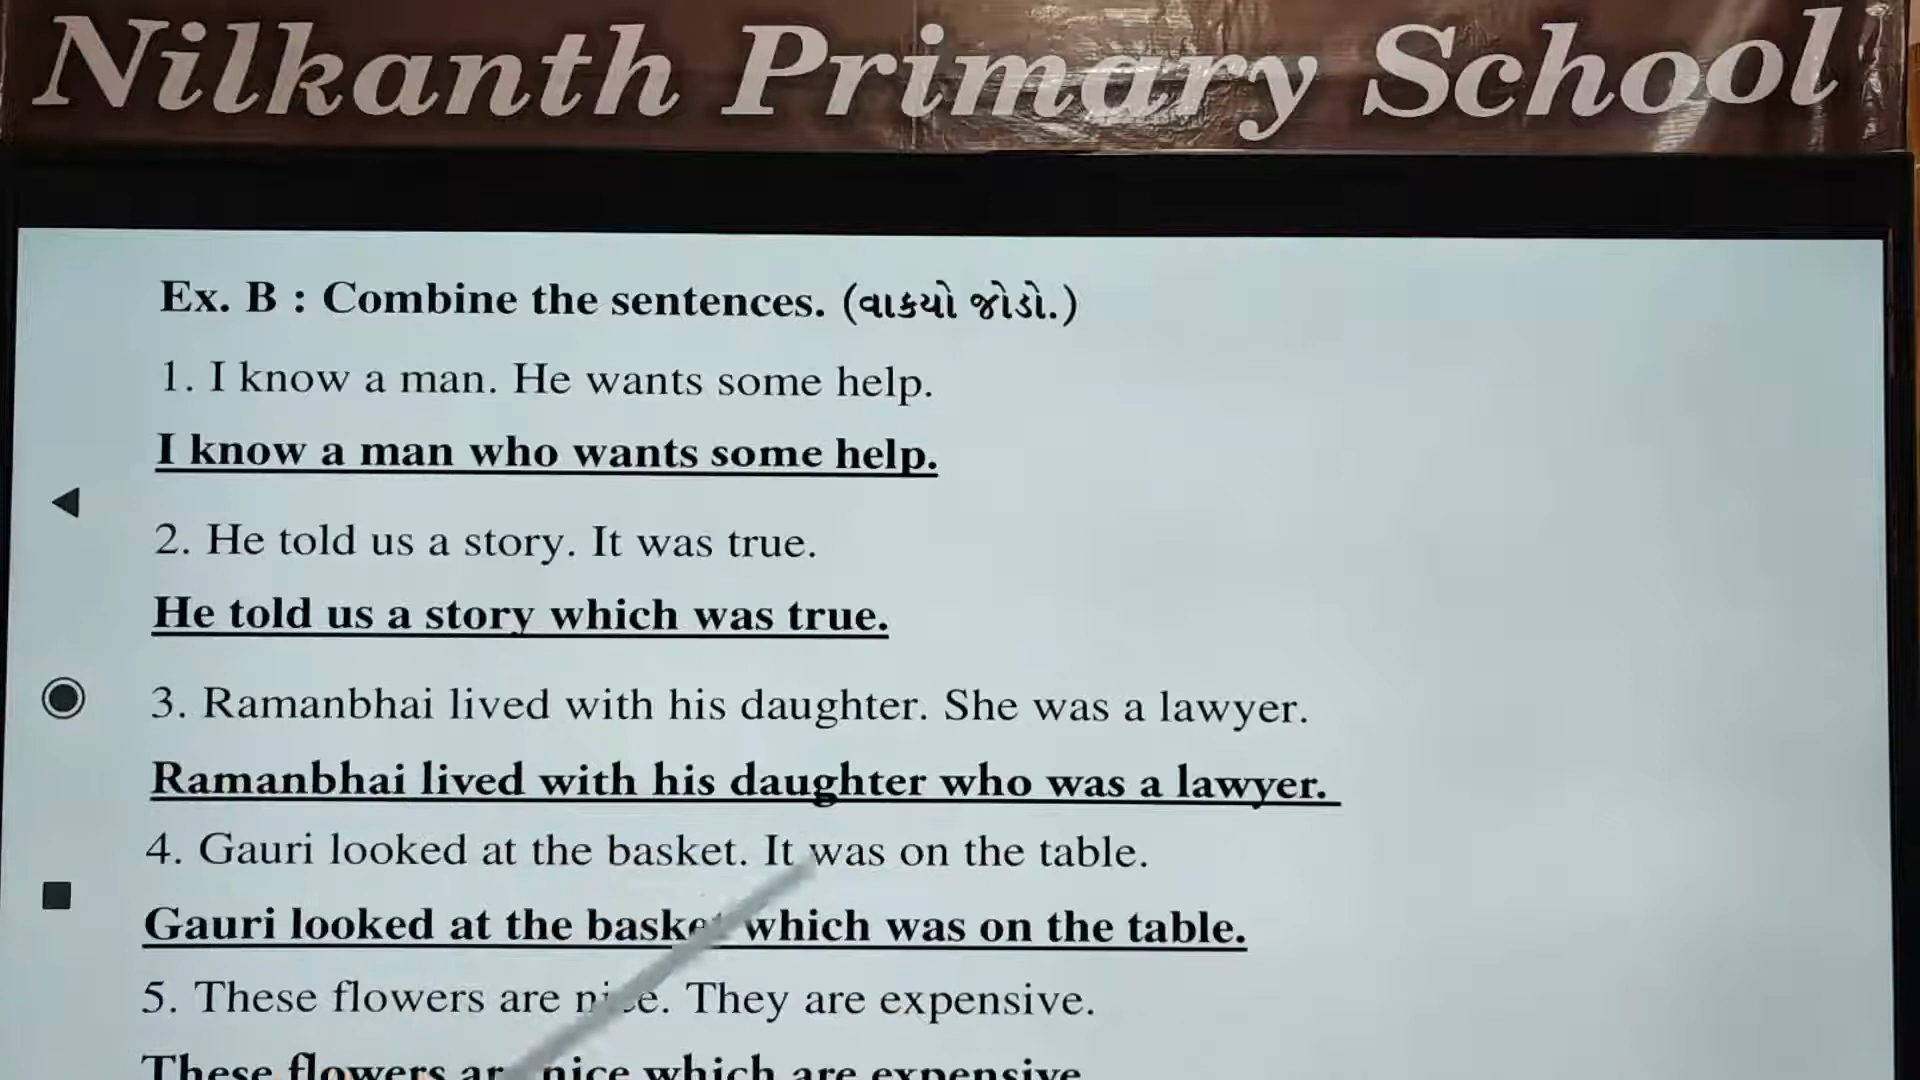 Nilkanth Primary School
Ex. B : Combine the sentences. (વાકયો જોડો.)
1. I know a man. He wants some help.
I know a man who wants some help.
2. He told us a story. It was true.
He told us a story which was true.
3. Ramanbhai lived with his daughter. She was a lawyer.
Ramanbhai lived with his daughter who was a lawyer.
4. Gauri looked at the basket. It was on the table.
Gauri looked at the basket which was on the table.
5. These flowers are nice. They are expensive.
These flowers are nice which are expensive